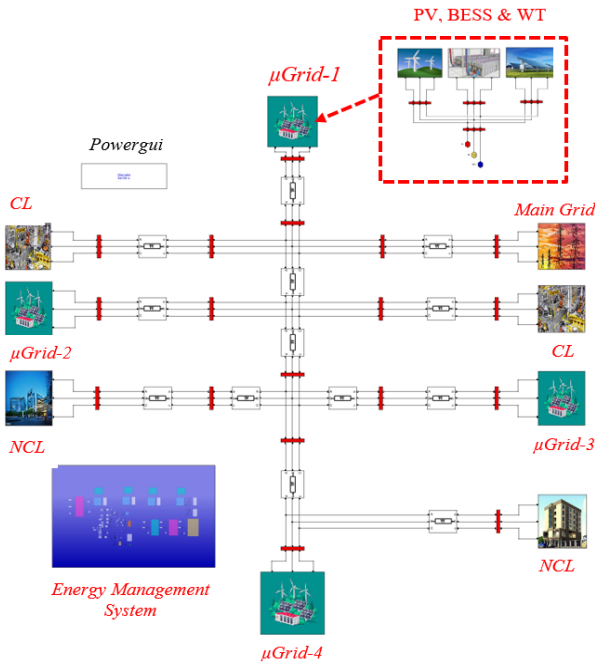 PV, BESS & WT
μGrid-1
Powergui
CL
Main Grid
μGrid-2
CL
NCL
μGrid-3
Energy Management
System
NCL
μGrid-4